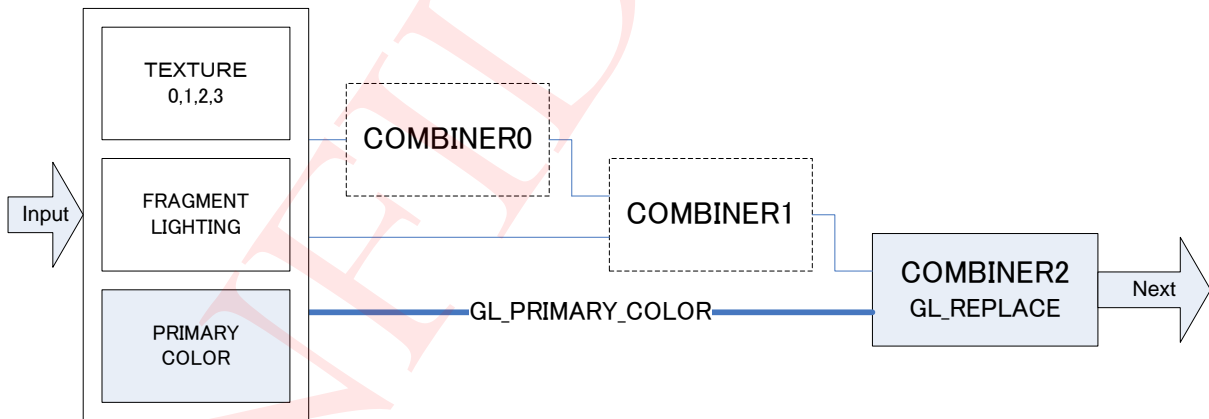 TEXTURE
0,1,2,3
COMBINER0
FRAGMENT
LIGHTING
COMBINER1
Input
COMBINER2
GL_REPLACE
Next
GL_PRIMARY_COLOR
PRIMARY
COLOR